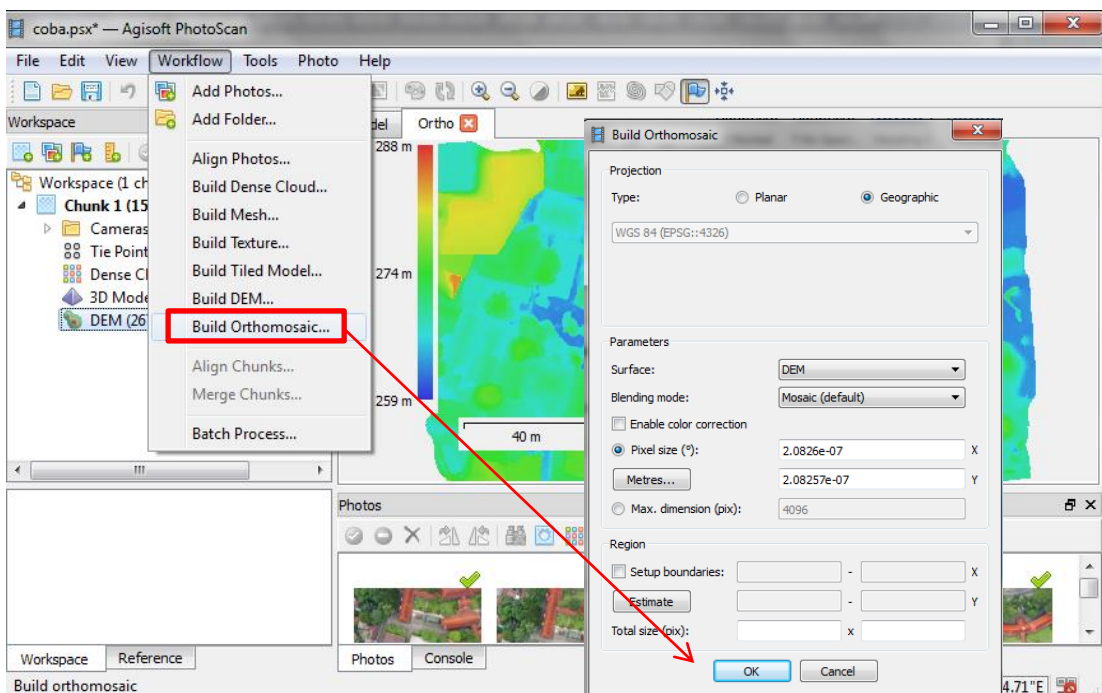 coba.psx* — Agisoft PhotoScan
File Edit View Workflow Tools Photo Help
Workspace
Workspace (1 ch
Chunk 1 (15
Cameras
Tie Point
Dense Cl
3D Mode
DEM (26
Add Photos...
Add Folder...
Align Photos...
Build Dense Cloud...
Build Mesh...
Build Texture...
Build Tiled Model...
Build DEM...
Build Orthomosaic...
Align Chunks...
Merge Chunks...
Batch Process...
del Ortho
288 m
274 m
259 m
40 m
Build Orthomosaic
Projection
Type: Planar Geographic
WGS 84 (EPSG::4326)
Parameters
Surface: DEM
Blending mode: Mosaic (default)
Enable color correction
Pixel size (°): 2.0826e-07 X
Metres... 2.08257e-07 Y
Max. dimension (pix): 4096
Region
Setup boundaries: - X
Estimate - Y
Total size (pix): x
OK Cancel
Photos
Photos Console
Workspace Reference
Build orthomosaic
4.71"E